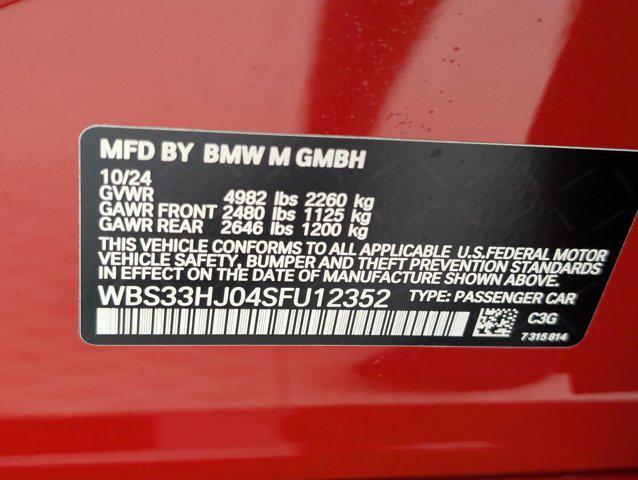 MFD BY BMW M GMBH
10/24
GVWR 4982 lbs 2260 kg
GAWR FRONT 2480 lbs 1125 kg
GAWR REAR 2646 lbs 1200 kg
THIS VEHICLE CONFORMS TO ALL APPLICABLE U.S.FEDERAL MOTOR
VEHICLE SAFETY, BUMPER AND THEFT PREVENTION STANDARDS
IN EFFECT ON THE DATE OF MANUFACTURE SHOWN ABOVE.
WBS33HJ04SFU12352 TYPE: PASSENGER CAR
C3G
7 315 814